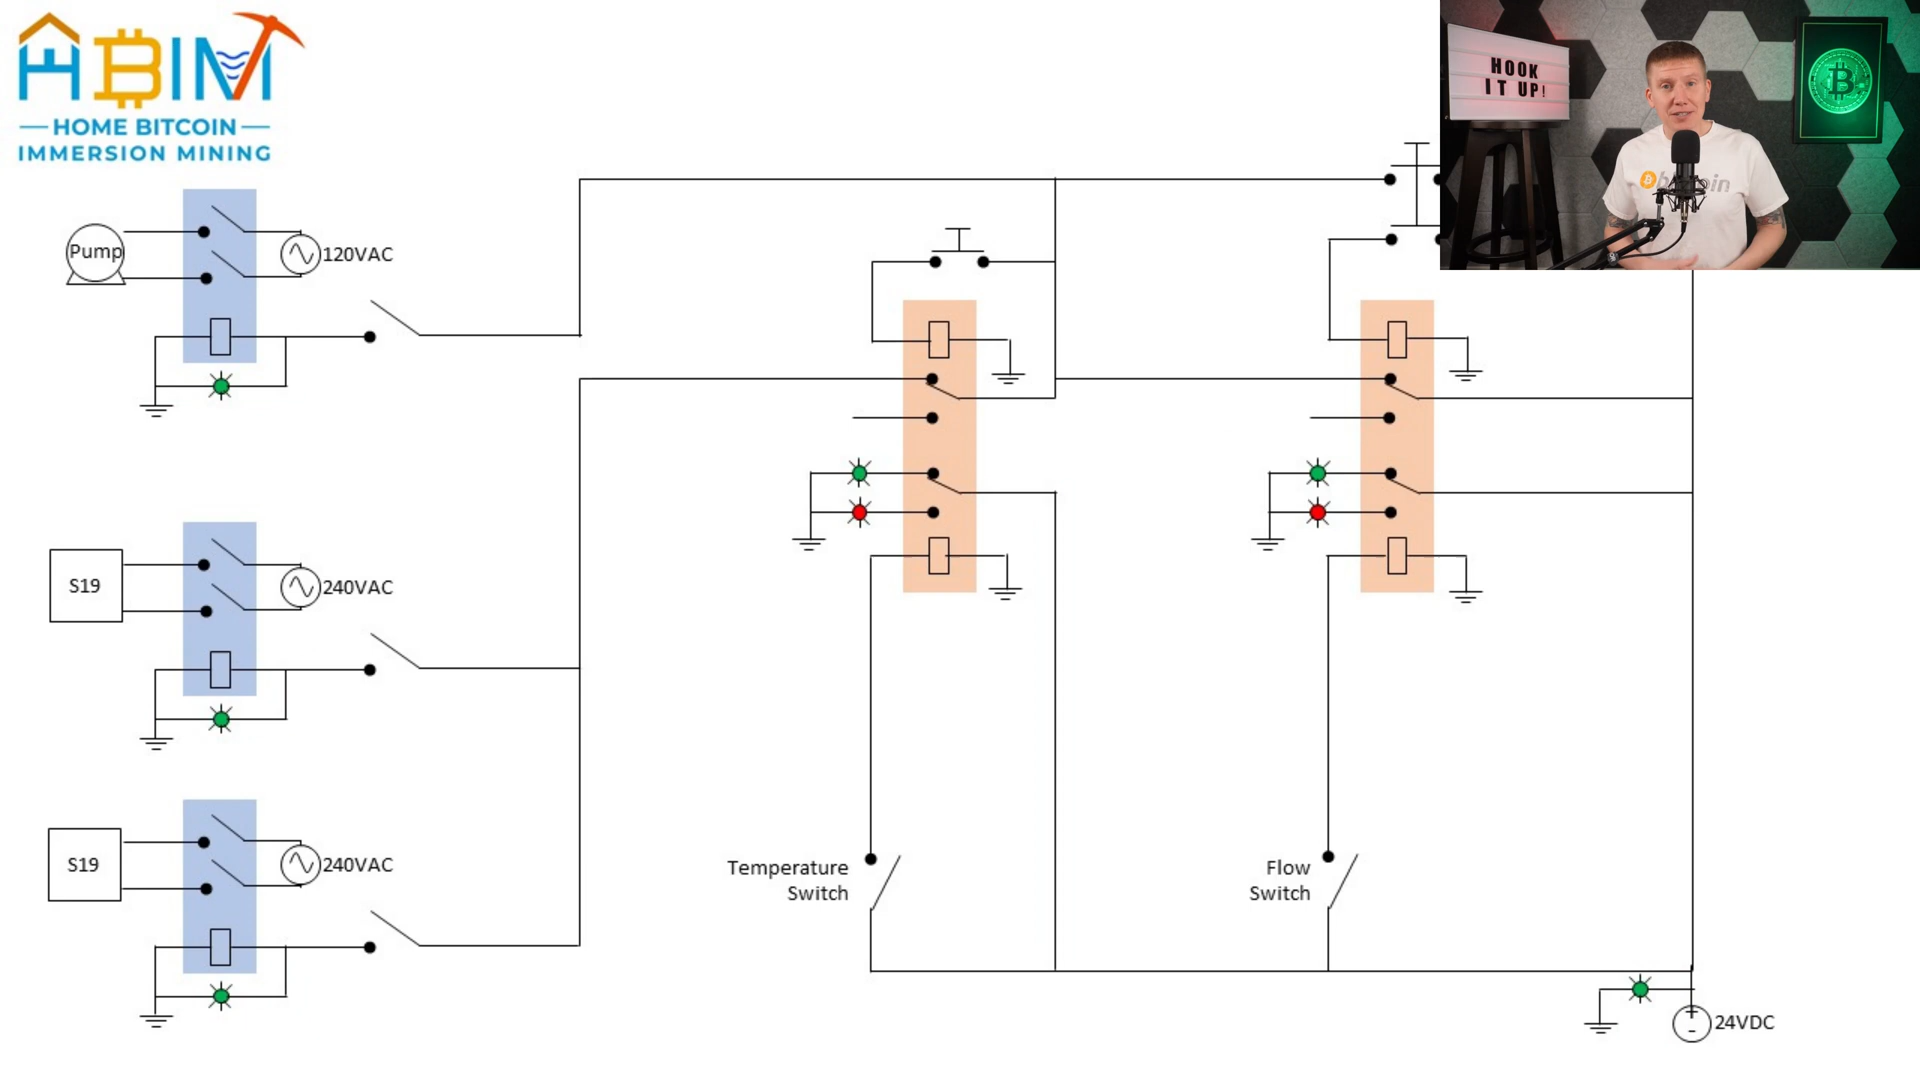 HBIM
HOME BITCOIN
IMMERSION MINING
HOOK
IT UP!
bitcoin
Pump
120VAC
S19
240VAC
S19
240VAC
Temperature
Switch
Flow
Switch
24VDC